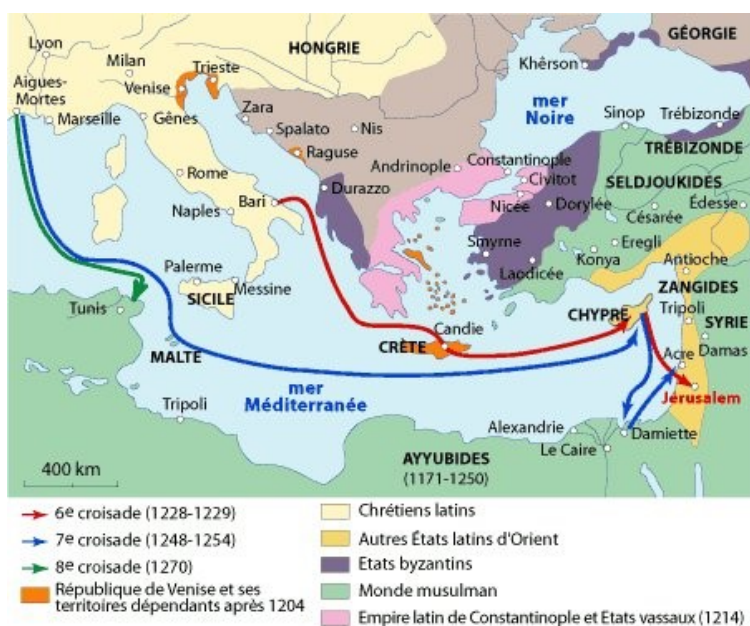 HONGRIE
GÉORGIE
Lyon
Milan
Trieste
Khêrson
Aigues-
Mortes
Venise
Zara
mer
Noire
Marseille
Gênes
Spalato
Nis
Sinop
Trébizonde
Raguse
Constantinople
TRÉBIZONDE
Rome
Andrinople
Civitot
SELDJOUKIDES
Bari
Durazzo
Nicée
Dorylée
Césarée
Édesse
Naples
Smyrne
Eregli
Konya
Laodicée
Antioche
Palerme
Messine
ZANGIDES
SICILE
Tunis
CHYPRE
Tripoli
Candie
SYRIE
MALTE
CRÈTE
Acre
Damas
mer
Méditerranée
Jérusalem
Tripoli
Alexandrie
Damiette
Le Caire
AYYUBIDES
(1171-1250)
400 km
6e croisade (1228-1229)
7e croisade (1248-1254)
8e croisade (1270)
République de Venise et ses
territoires dépendants après 1204
Chrétiens latins
Autres États latins d'Orient
Etats byzantins
Monde musulman
Empire latin de Constantinople et Etats vassaux (1214)